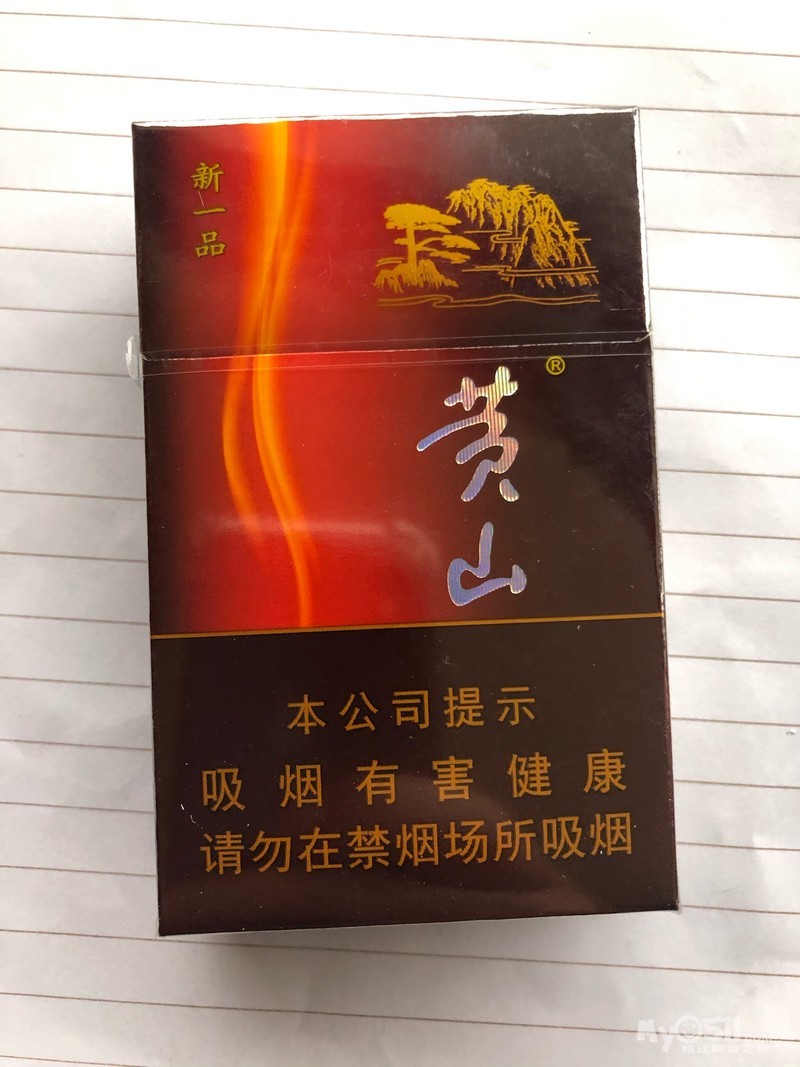 新一品
黄山®
本公司提示
吸烟有害健康
请勿在禁烟场所吸烟
My0511